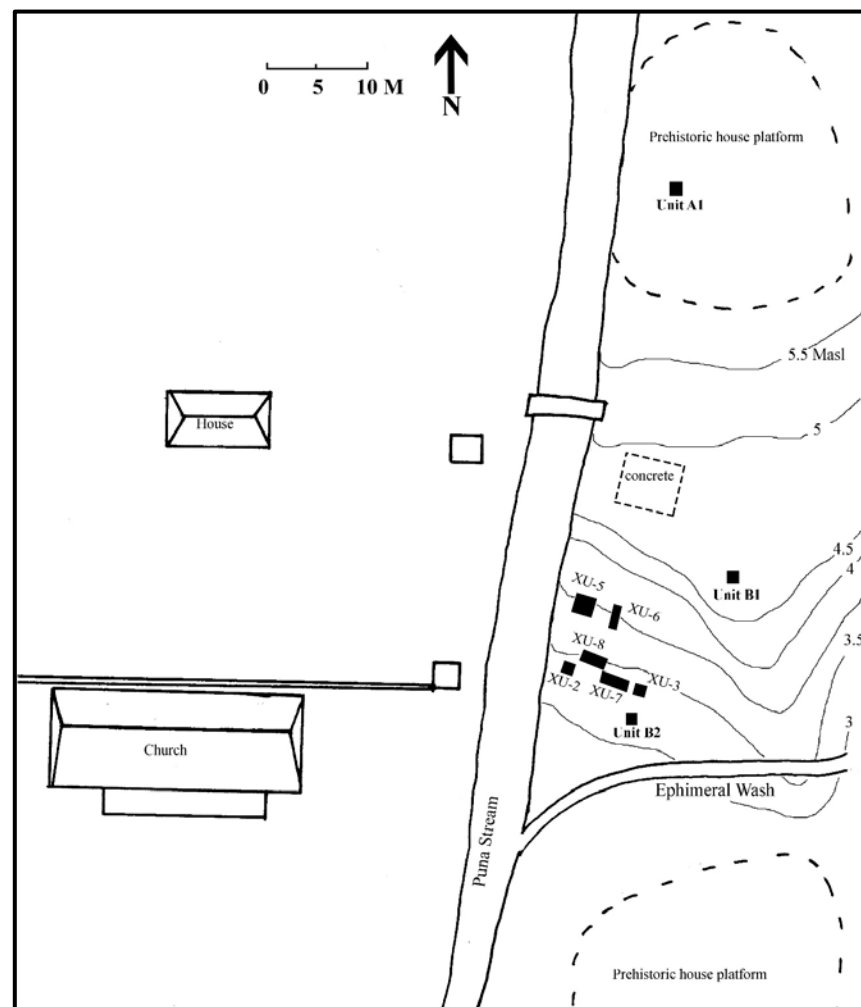 0 5 10 M
N
Prehistoric house platform
Unit A1
5.5 Masl
House
5
concrete
4.5
4
Unit B1
XU-5
XU-6
3.5
XU-8
XU-2
XU-7
XU-3
Unit B2
3
Church
Ephimeral Wash
Puna Stream
Prehistoric house platform